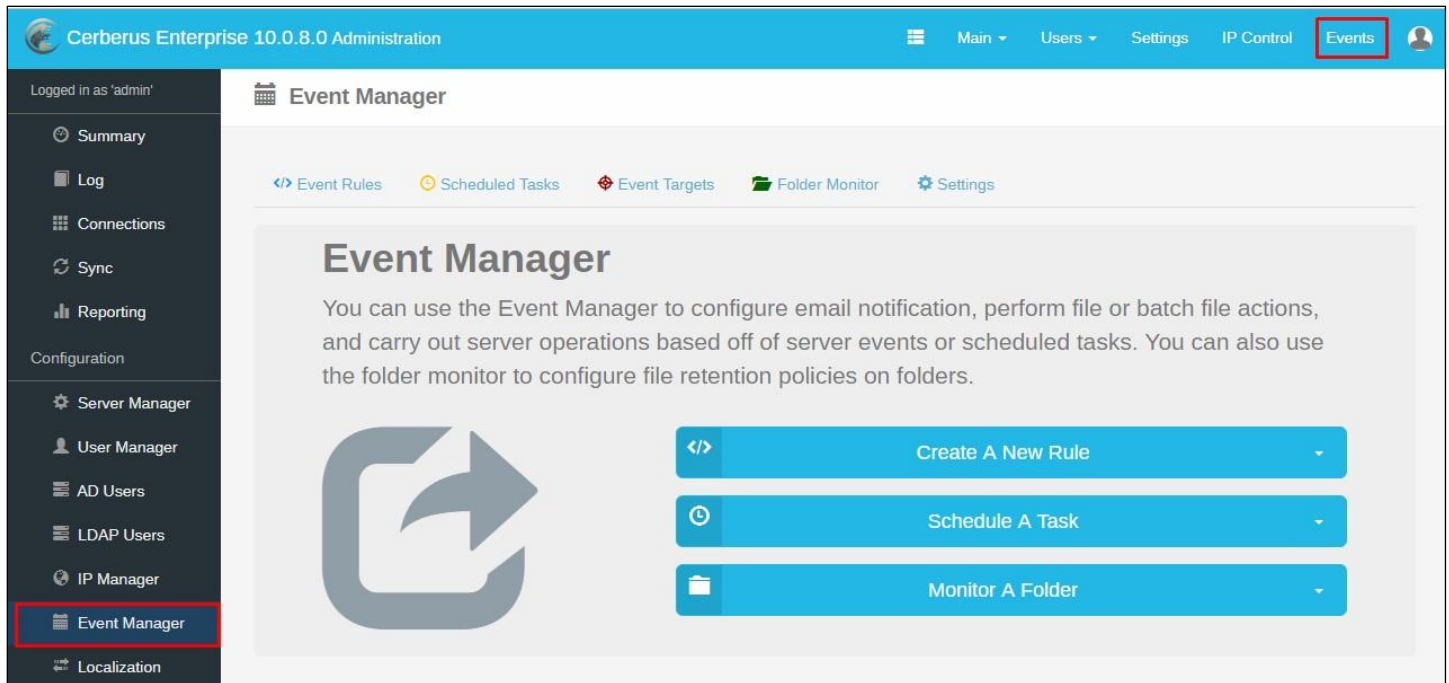 Cerberus Enterprise 10.0.8.0 Administration
Main
Users
Settings
IP Control
Events
Logged in as 'admin'
Summary
Log
Connections
Sync
Reporting
Configuration
Server Manager
User Manager
AD Users
LDAP Users
IP Manager
Event Manager
Localization
Event Manager
Event Rules
Scheduled Tasks
Event Targets
Folder Monitor
Settings
Event Manager
You can use the Event Manager to configure email notification, perform file or batch file actions,
and carry out server operations based off of server events or scheduled tasks. You can also use
the folder monitor to configure file retention policies on folders.
Create A New Rule
Schedule A Task
Monitor A Folder